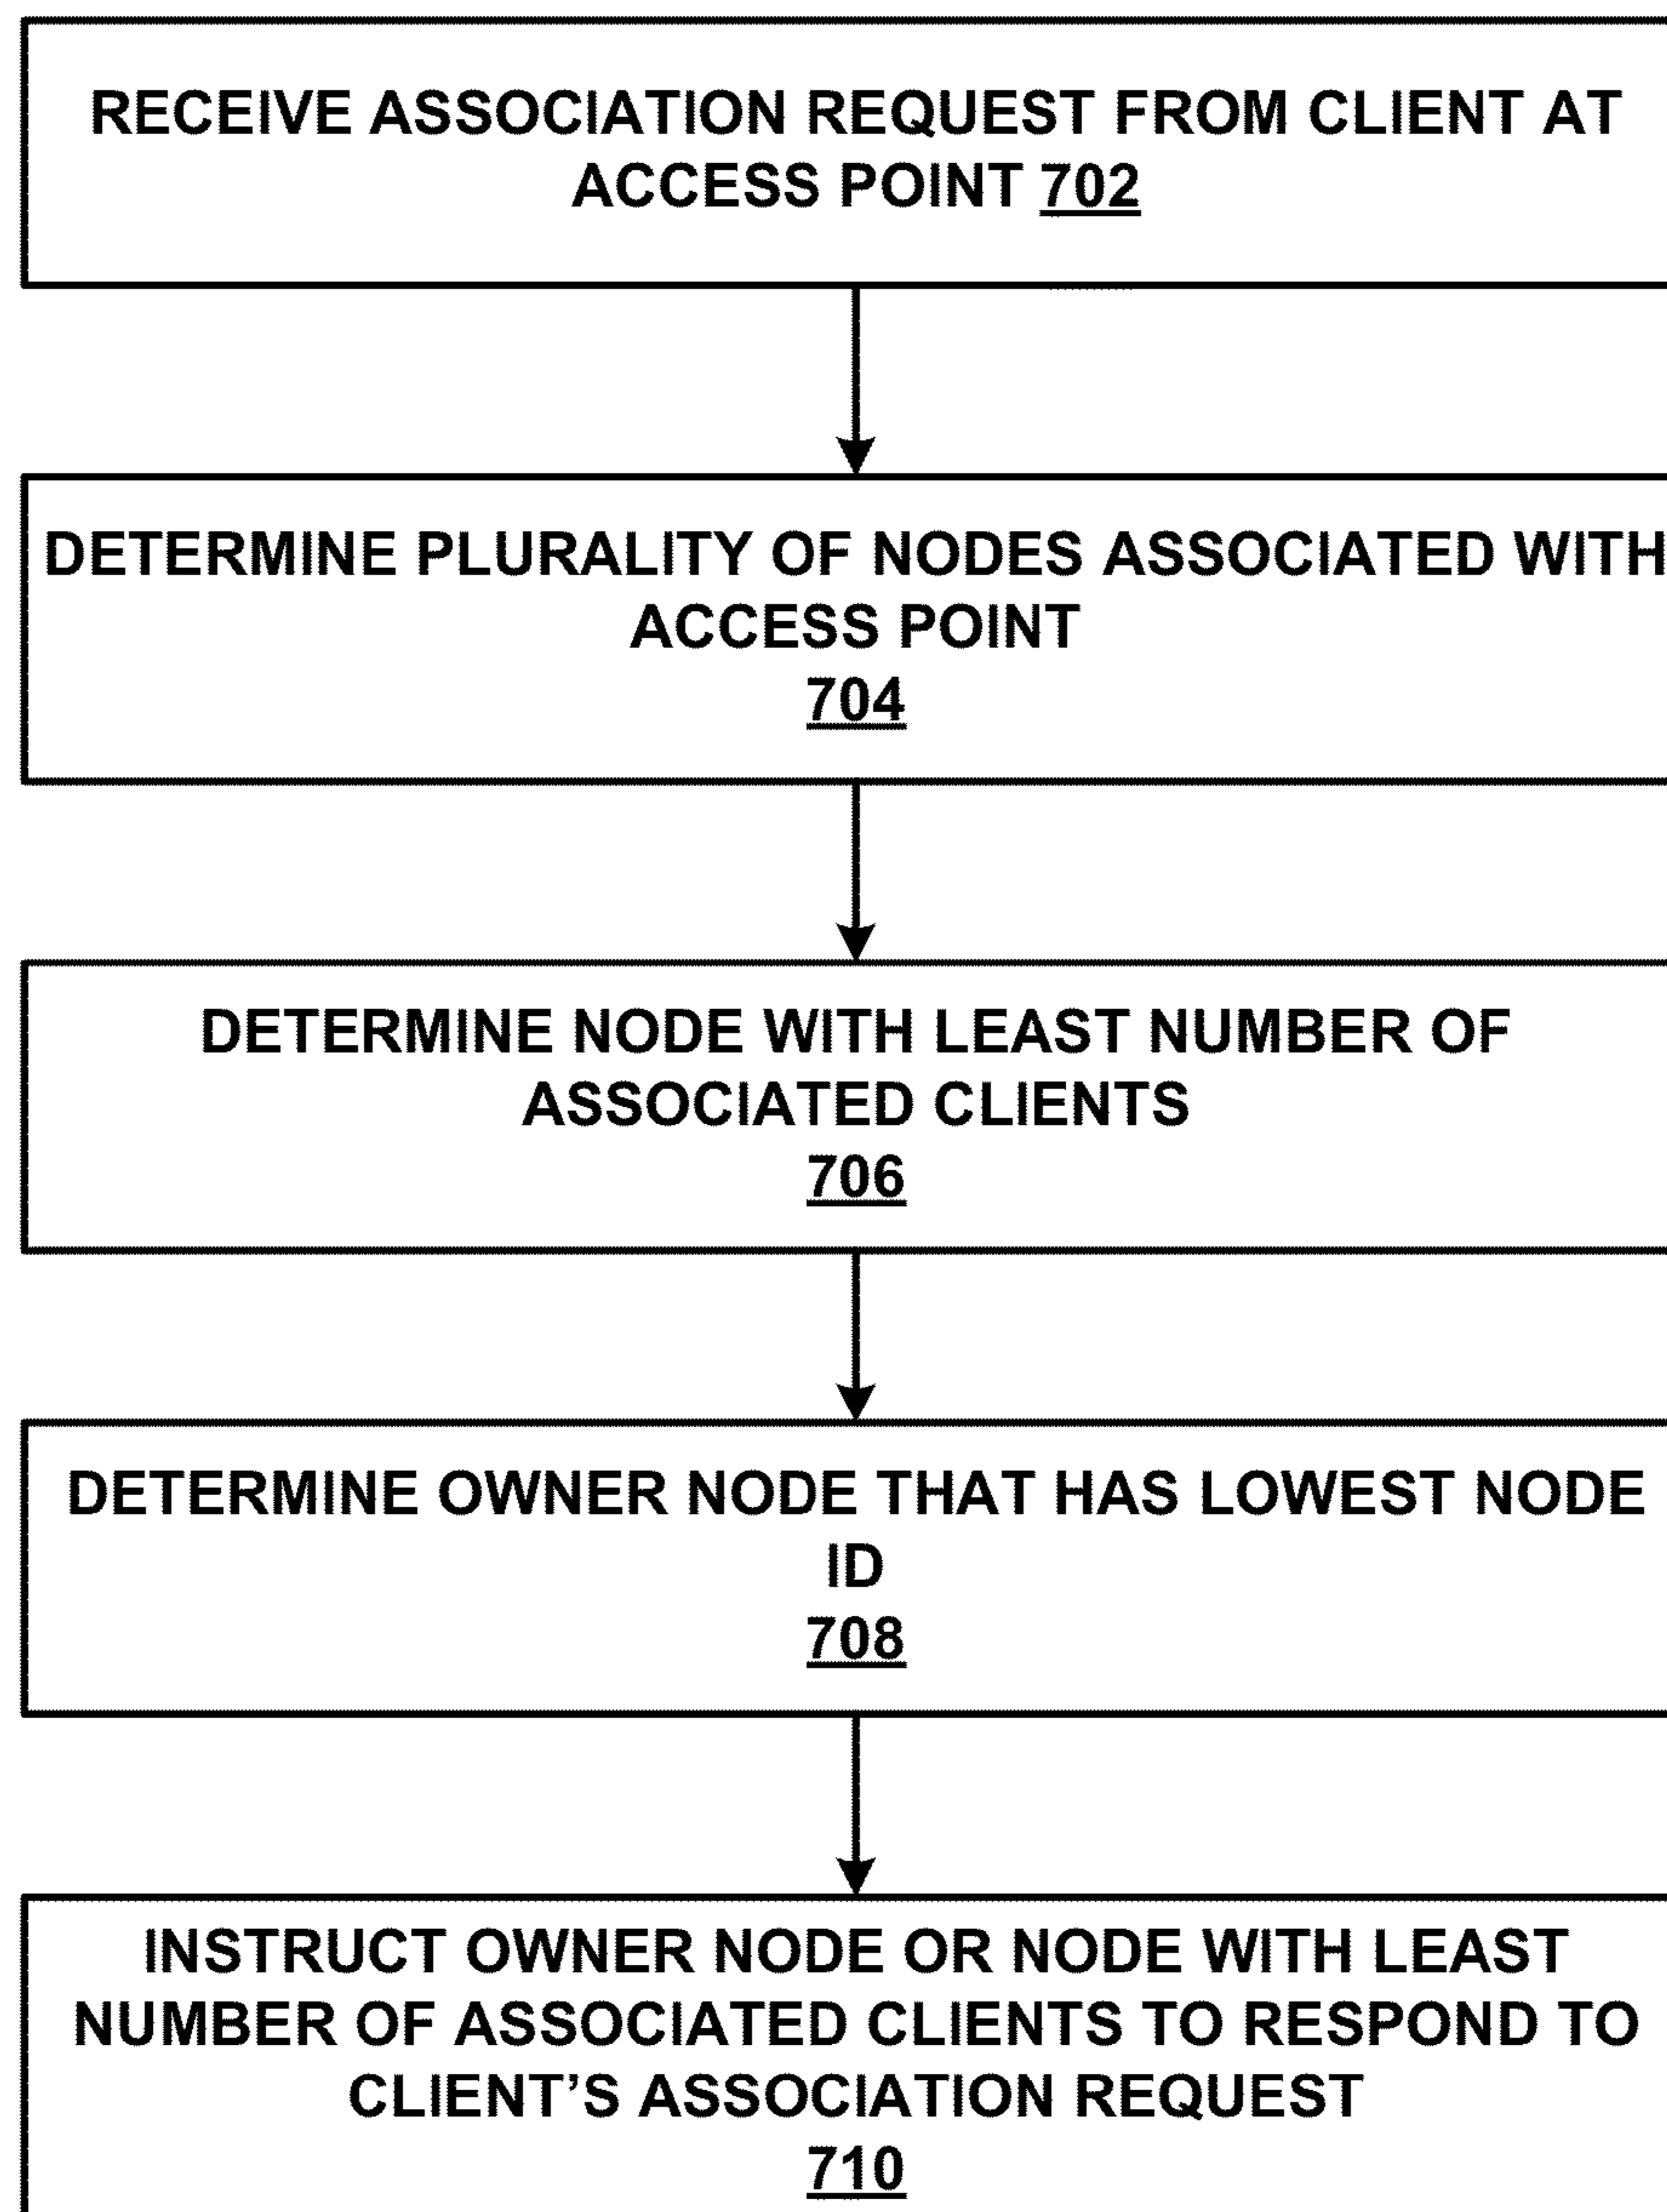 RECEIVE ASSOCIATION REQUEST FROM CLIENT AT
ACCESS POINT 702
DETERMINE PLURALITY OF NODES ASSOCIATED WITH
ACCESS POINT
704
DETERMINE NODE WITH LEAST NUMBER OF
ASSOCIATED CLIENTS
706
DETERMINE OWNER NODE THAT HAS LOWEST NODE
ID
708
INSTRUCT OWNER NODE OR NODE WITH LEAST
NUMBER OF ASSOCIATED CLIENTS TO RESPOND TO
CLIENT’S ASSOCIATION REQUEST
710